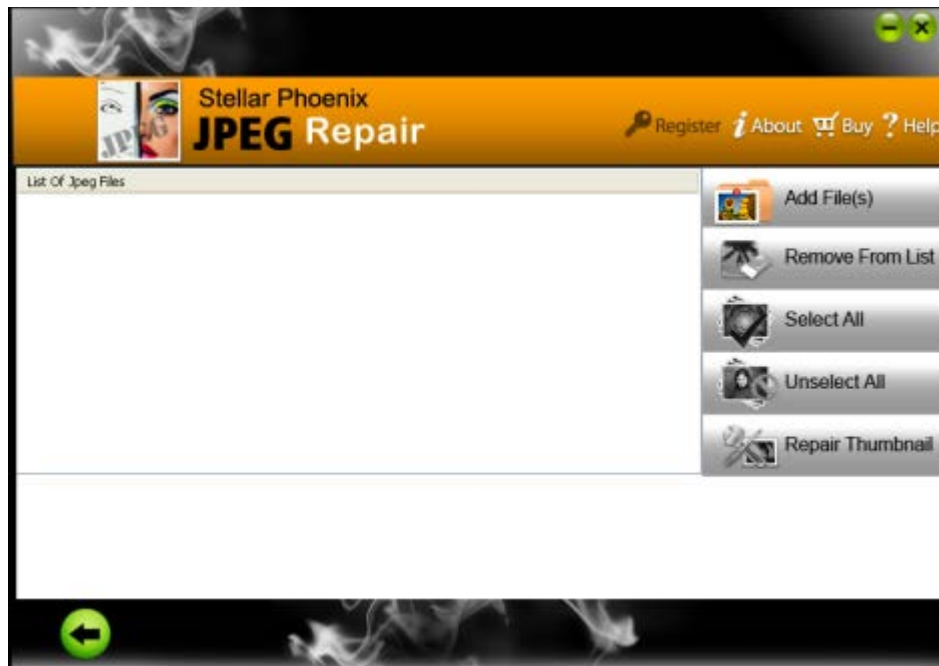 Stellar Phoenix
JPEG Repair
JPEG
Register About Buy ? Help
List Of Jpeg Files
Add File(s)
Remove From List
Select All
Unselect All
Repair Thumbnail